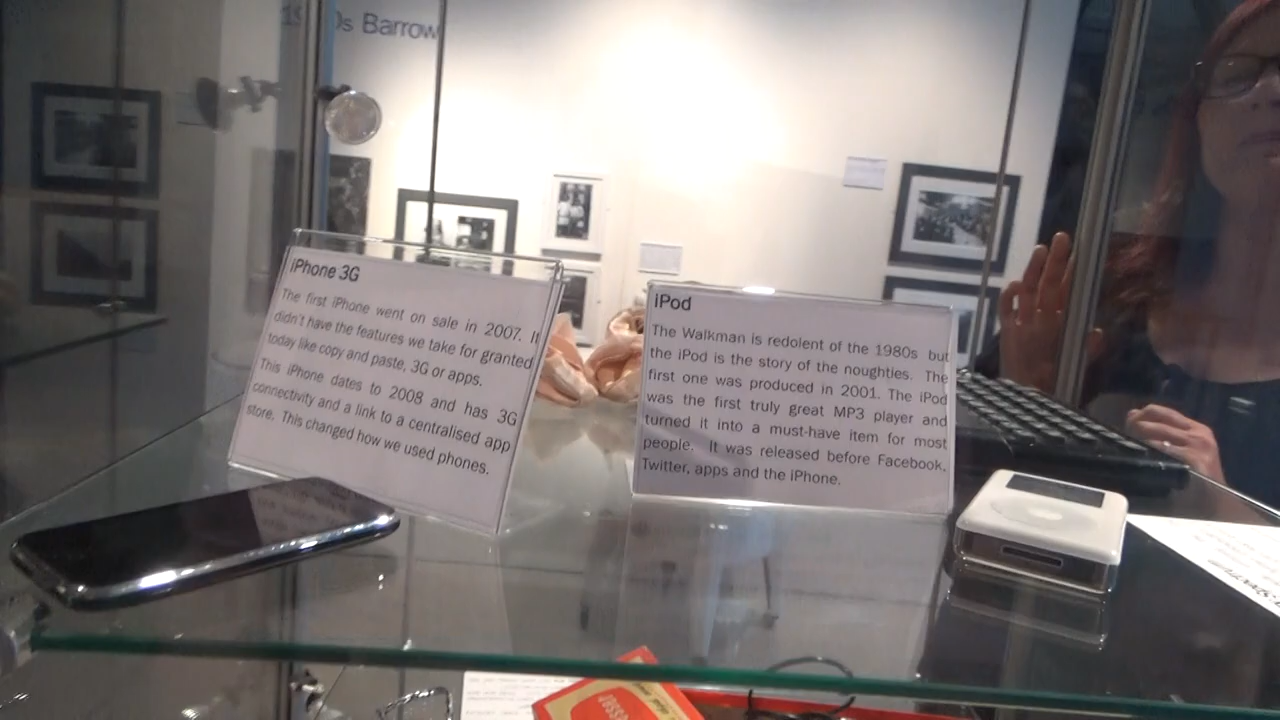 0s Barrow
iPhone 3G
The first iPhone went on sale in 2007. It
didn't have the features we take for granted
today like copy and paste, 3G or apps.
This iPhone dates to 2008 and has 3G
connectivity and a link to a centralised app
store. This changed how we used phones.
iPod
The Walkman is redolent of the 1980s but
the iPod is the story of the noughties. The
first one was produced in 2001. The iPod
was the first truly great MP3 player and
turned it into a must-have item for most
people. It was released before Facebook,
Twitter, apps and the iPhone.